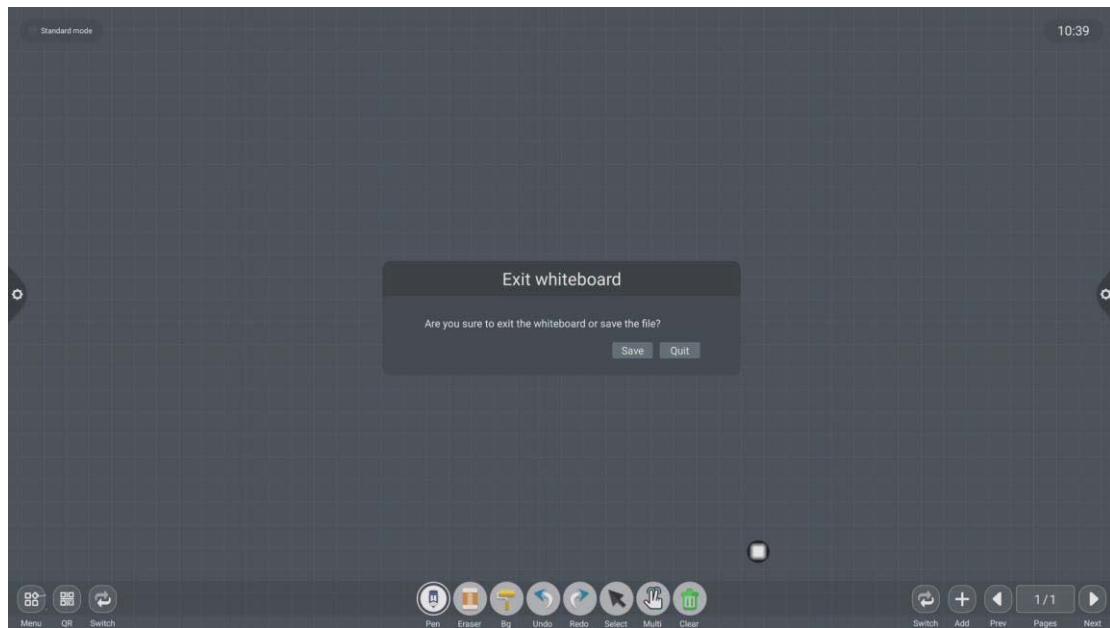 Standard mode
10:39
Exit whiteboard
Are you sure to exit the whiteboard or save the file?
Save Quit
1/1
Menu QR Switch Pen Eraser Bg Undo Redo Select Multi Clear Switch Add Prev Pages Next